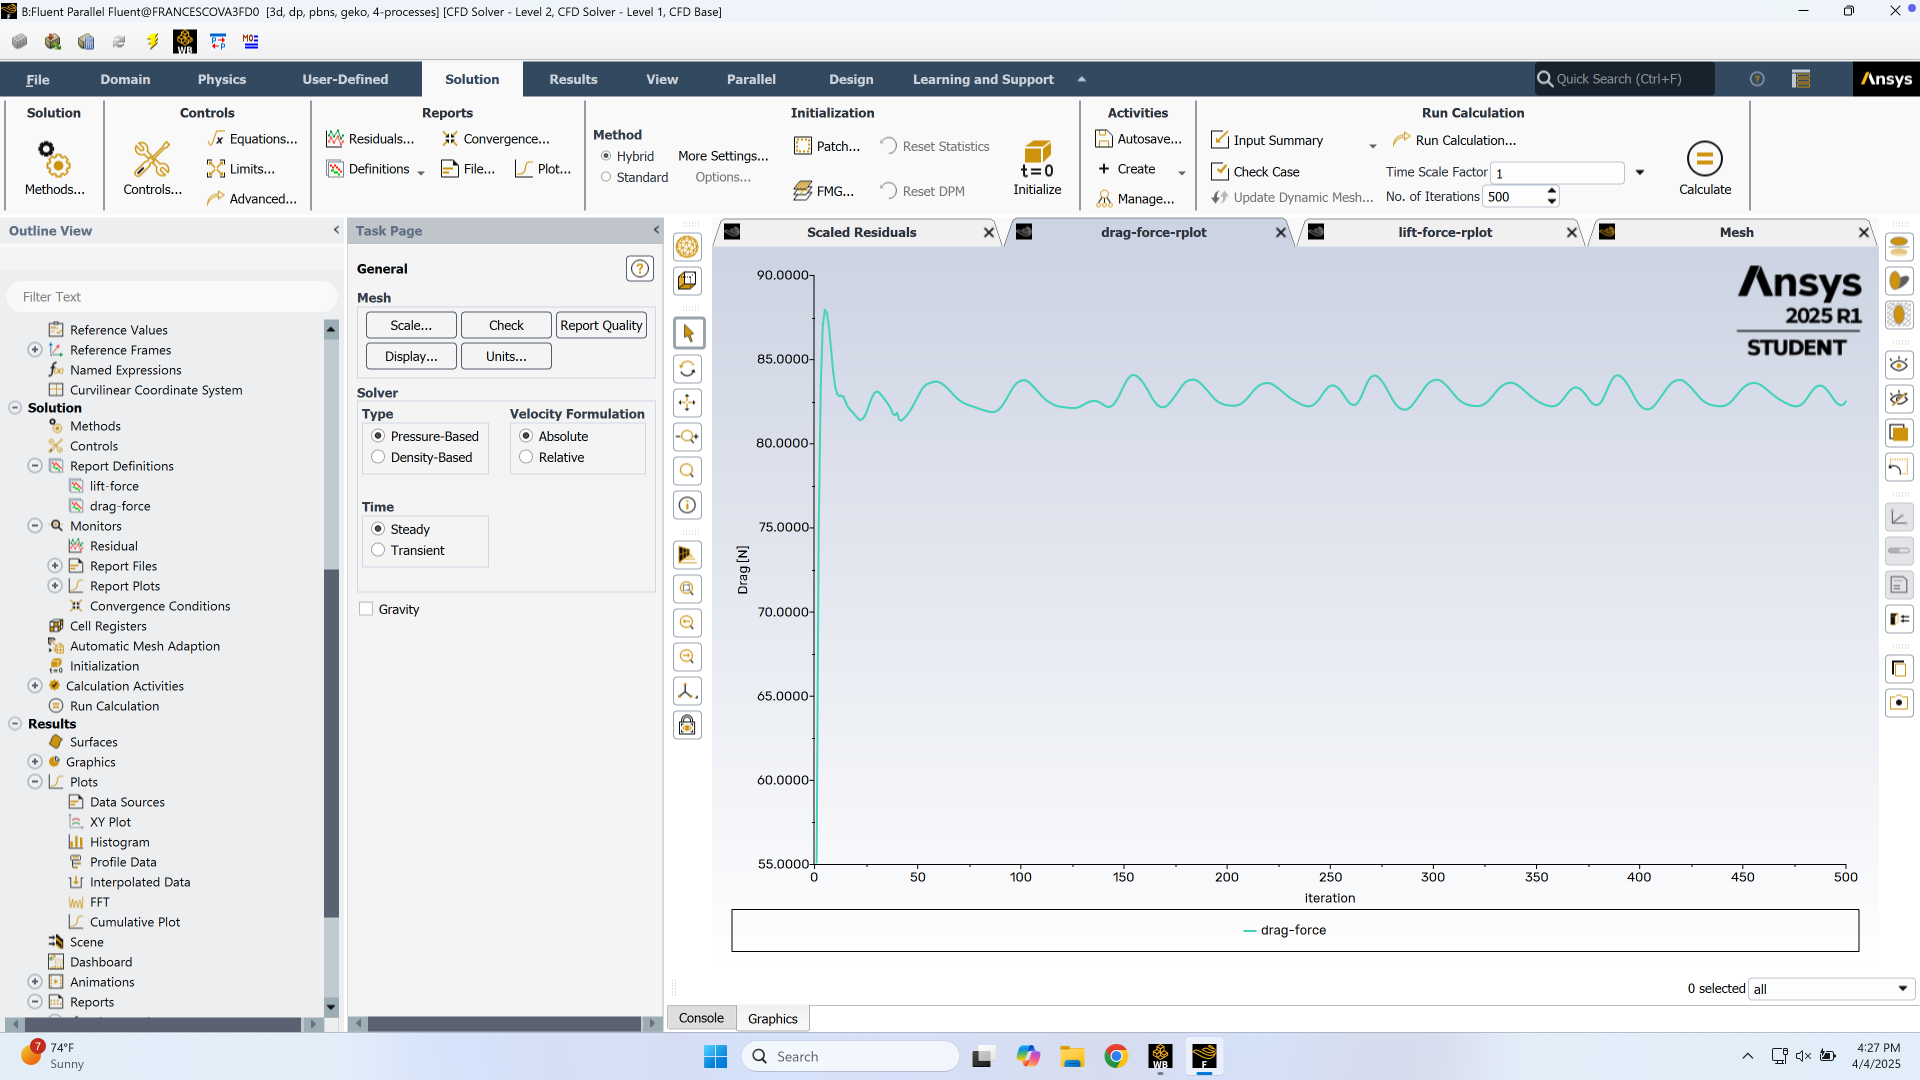 B:Fluent Parallel Fluent@FRANCESCOVA3FD0 [3d, dp, pbns, geko, 4-processes] [CFD Solver - Level 2, CFD Solver - Level 1, CFD Base]
WB
File Domain Physics User-Defined Solution Results View Parallel Design Learning and Support Quick Search (Ctrl+F) Ansys
Solution
Methods...
Controls
Controls...
Equations...
Limits...
Advanced...
Reports
Residuals... Convergence...
Definitions File... Plot...
Initialization
Method
Hybrid
Standard
More Settings...
Options...
Patch... Reset Statistics
FMG... Reset DPM
t=0
Initialize
Activities
Autosave...
Create
Manage...
Run Calculation
Input Summary Run Calculation...
Check Case Time Scale Factor 1
Update Dynamic Mesh... No. of Iterations 500
Calculate
Outline View
Filter Text
Reference Values
Reference Frames
Named Expressions
Curvilinear Coordinate System
Solution
Methods
Controls
Report Definitions
lift-force
drag-force
Monitors
Residual
Report Files
Report Plots
Convergence Conditions
Cell Registers
Automatic Mesh Adaption
Initialization
Calculation Activities
Run Calculation
Results
Surfaces
Graphics
Plots
Data Sources
XY Plot
Histogram
Profile Data
Interpolated Data
FFT
Cumulative Plot
Scene
Dashboard
Animations
Reports
Task Page
General
Mesh
Scale... Check Report Quality
Display... Units...
Solver
Type
Pressure-Based
Density-Based
Velocity Formulation
Absolute
Relative
Time
Steady
Transient
Gravity
Scaled Residuals drag-force-rplot lift-force-rplot Mesh
Ansys
2025 R1
STUDENT
90.0000
85.0000
80.0000
75.0000
70.0000
65.0000
60.0000
55.0000
Drag [N]
0 50 100 150 200 250 300 350 400 450 500
iteration
drag-force
0 selected all
Console Graphics
7
74°F
Sunny
Search
WB
F
4:27 PM
4/4/2025